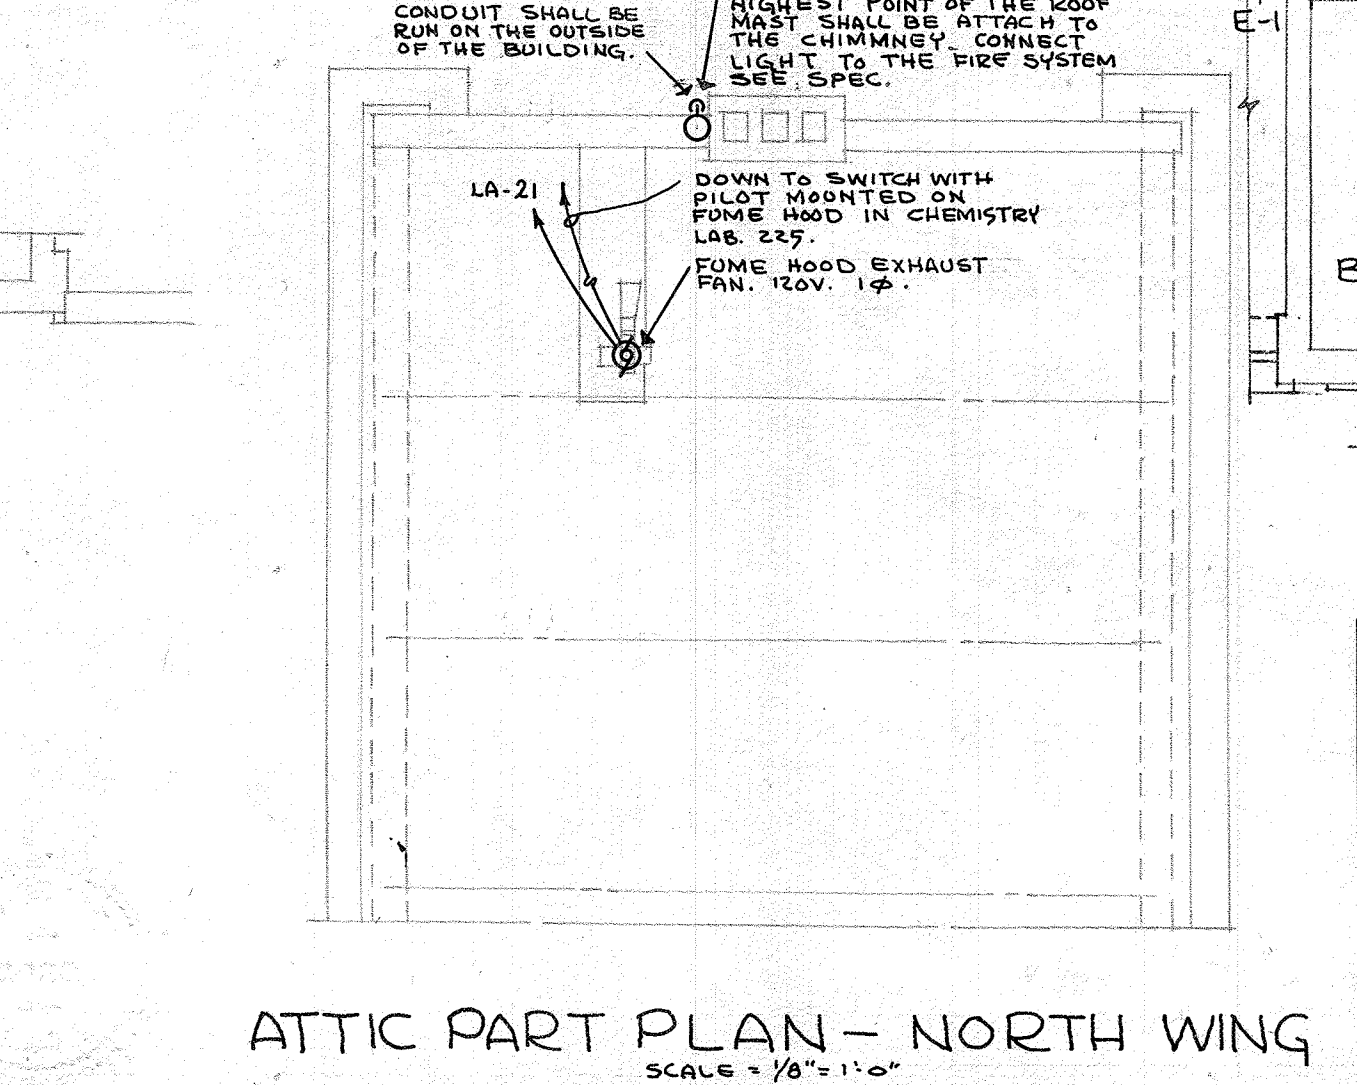 CONDUIT SHALL BE
RUN ON THE OUTSIDE
OF THE BUILDING.
HIGHEST POINT OF THE ROOF
MAST SHALL BE ATTACH TO
THE CHIMMNEY. CONNECT
LIGHT TO THE FIRE SYSTEM
SEE SPEC.
E-1
LA-21
DOWN TO SWITCH WITH
PILOT MOUNTED ON
FUME HOOD IN CHEMISTRY
LAB. 225.
FUME HOOD EXHAUST
FAN. 120V. 1φ.
ATTIC PART PLAN - NORTH WING
SCALE = 1/8" = 1'-0"